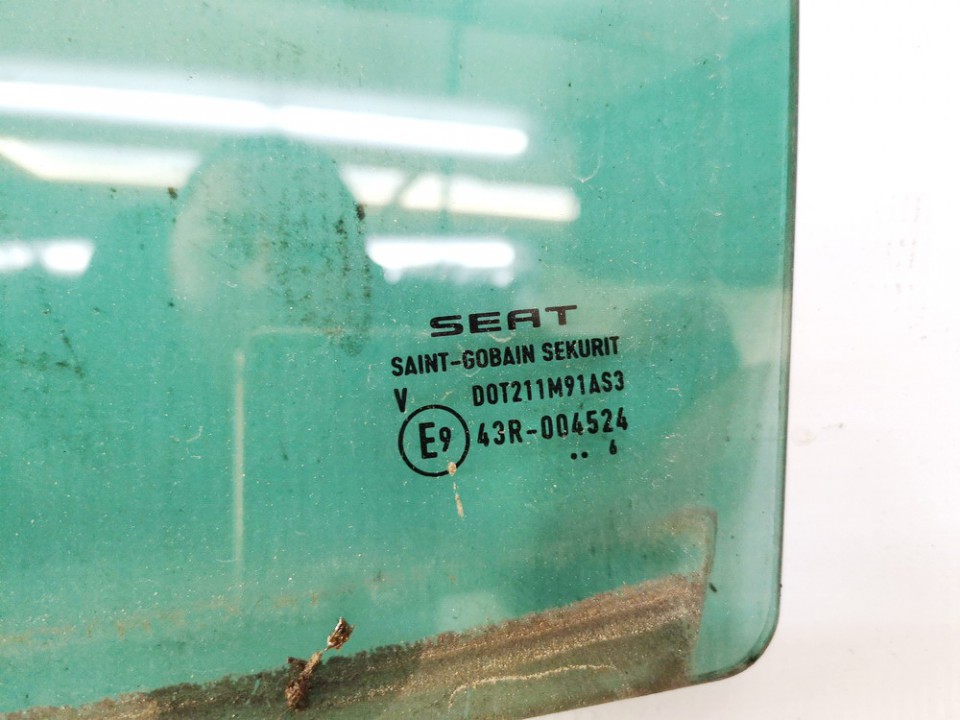 SEAT
SAINT-GOBAIN SEKURIT
V DOT211M91AS3
E9 43R-004524
.. 6